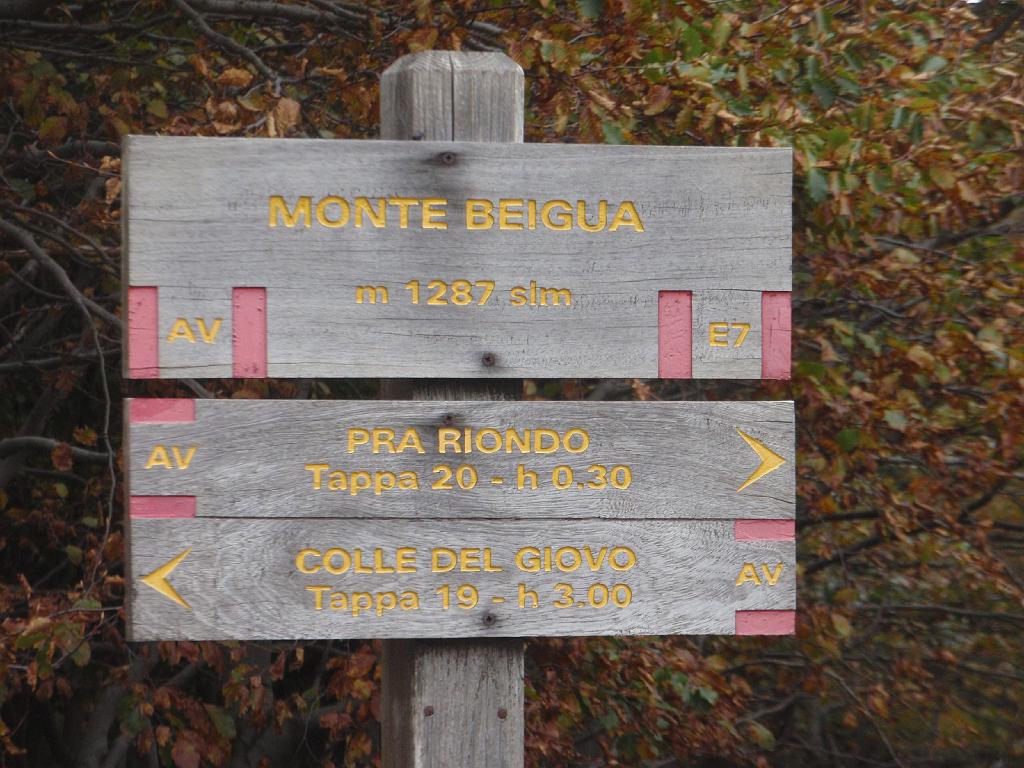 MONTE BEIGUA
m 1287 slm
AV E7
PRA RIONDO
AV
Tappa 20 - h 0.30
COLLE DEL GIOVO
AV
Tappa 19 - h 3.00